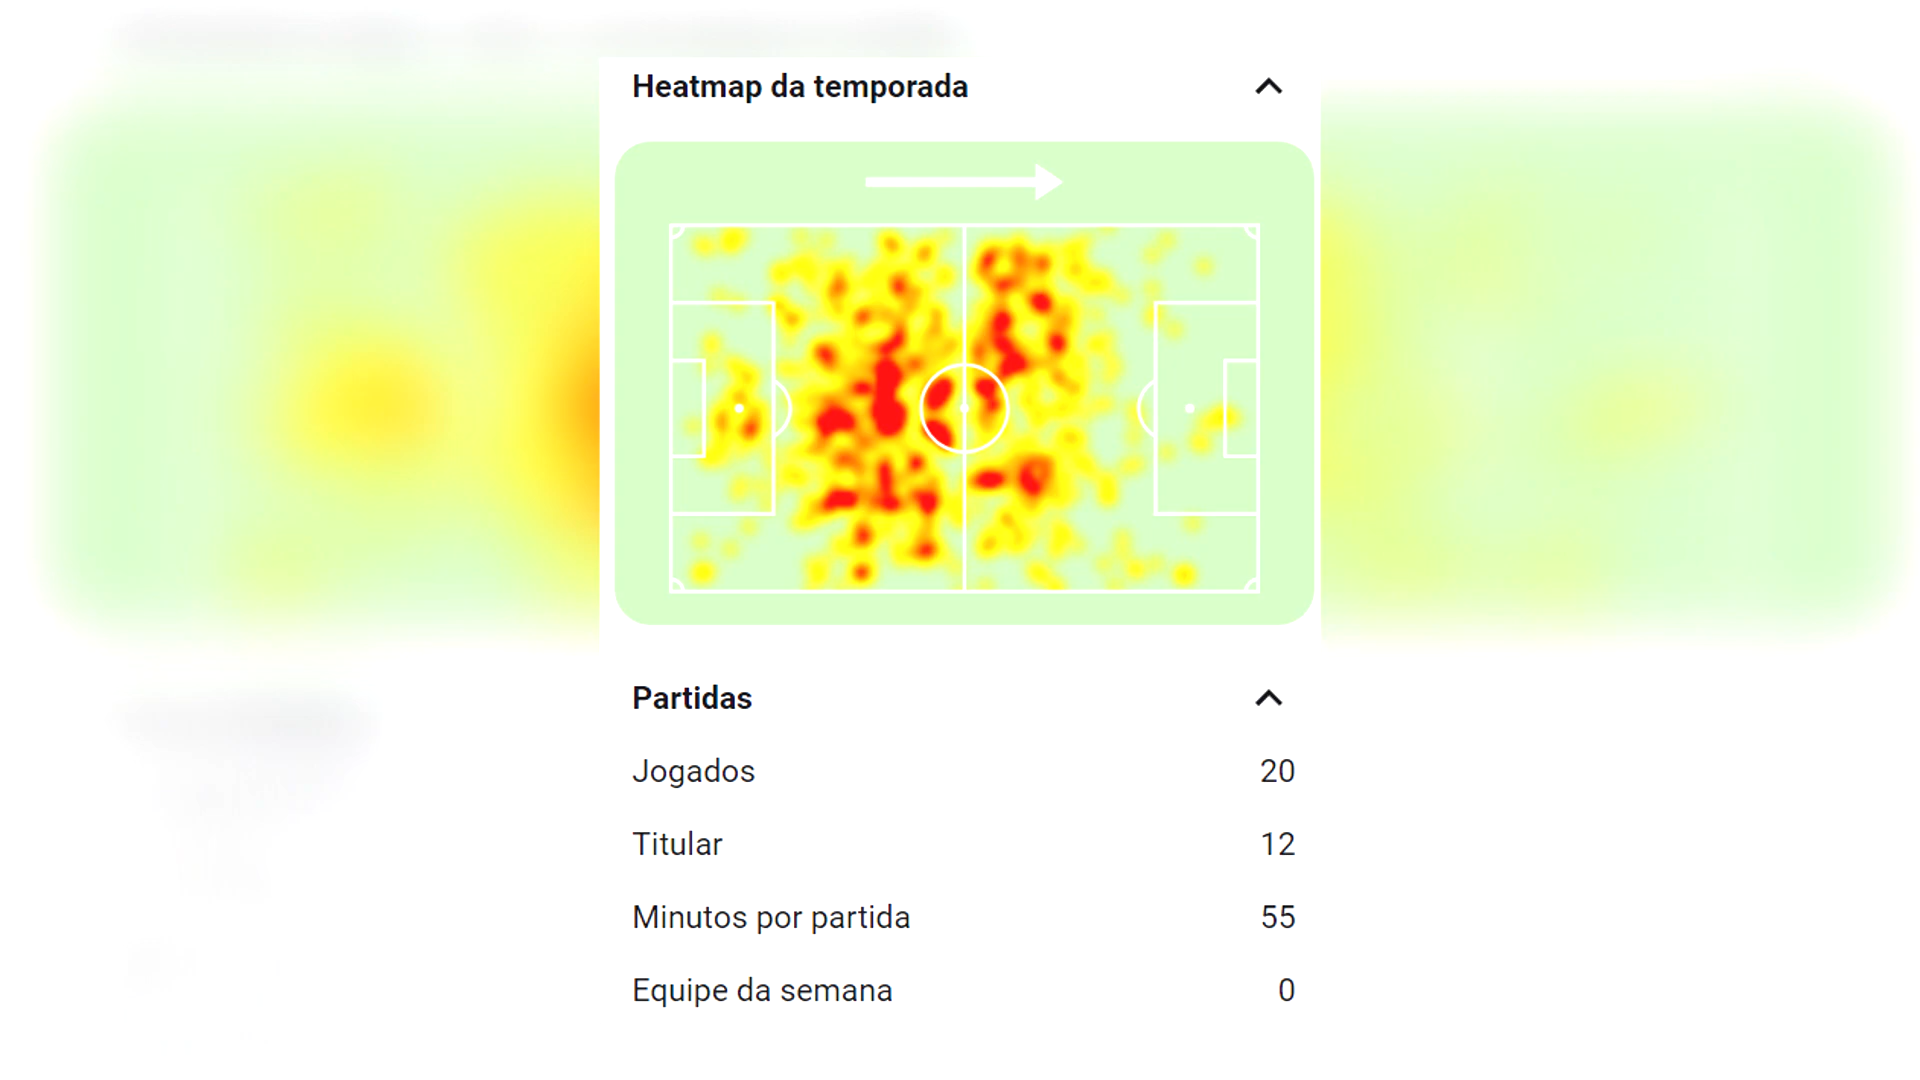 Heatmap da temporada
Partidas
Jogados 20
Titular 12
Minutos por partida 55
Equipe da semana 0